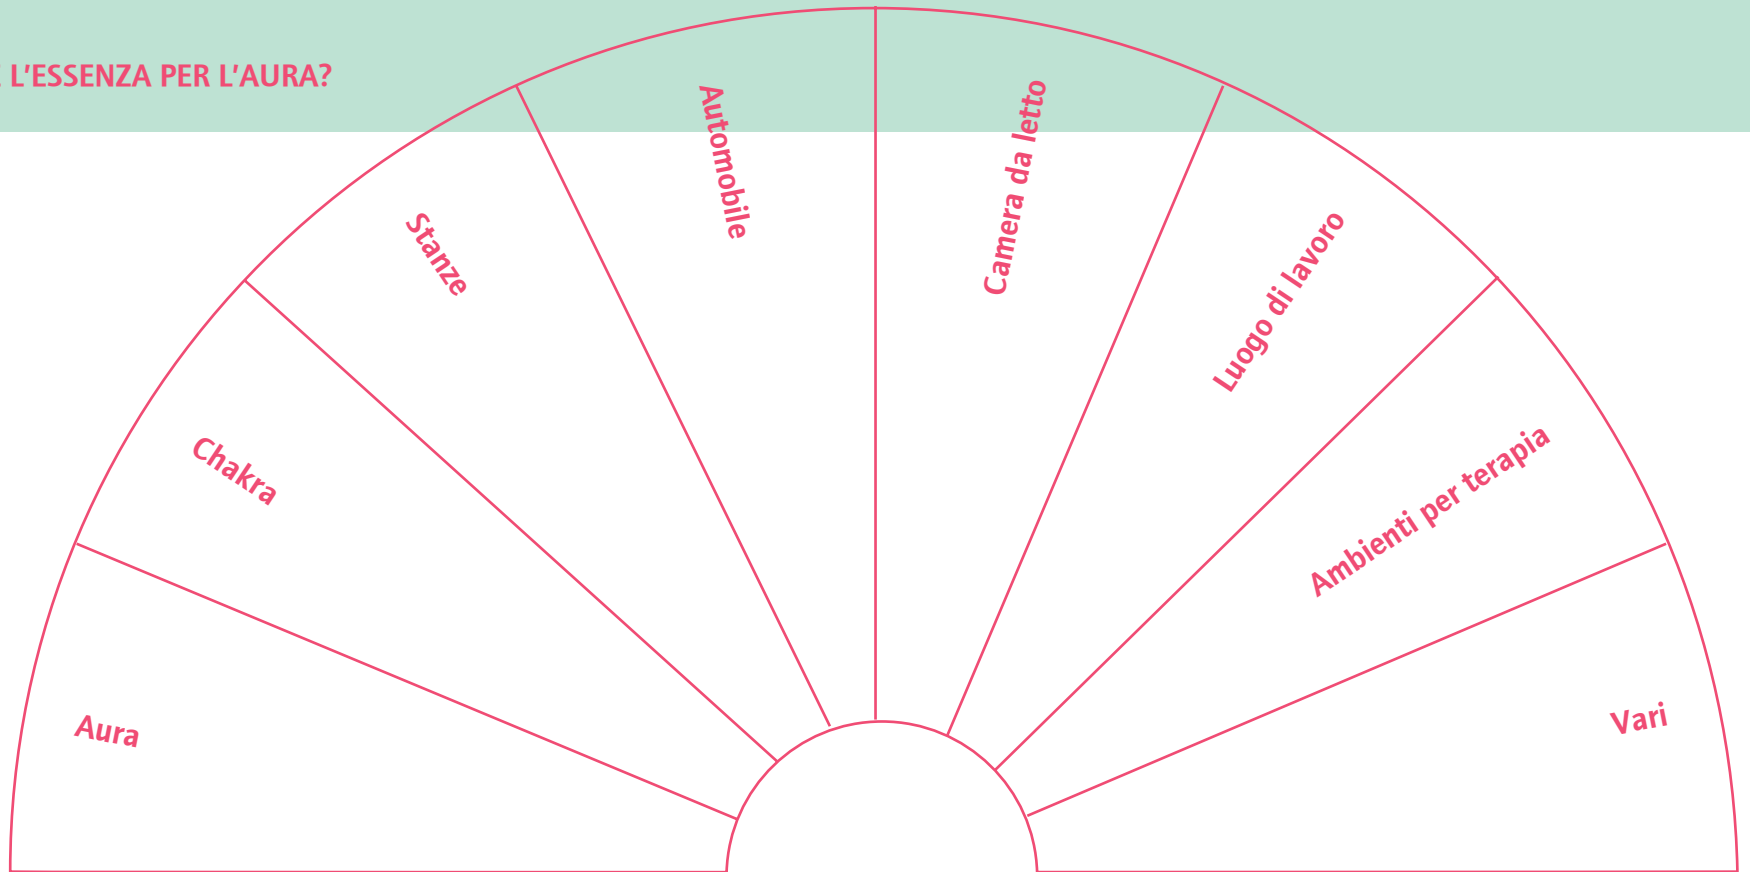 L'ESSENZA PER L'AURA?
Aura
Chakra
Stanze
Automobile
Camera da letto
Luogo di lavoro
Ambienti per terapia
Vari